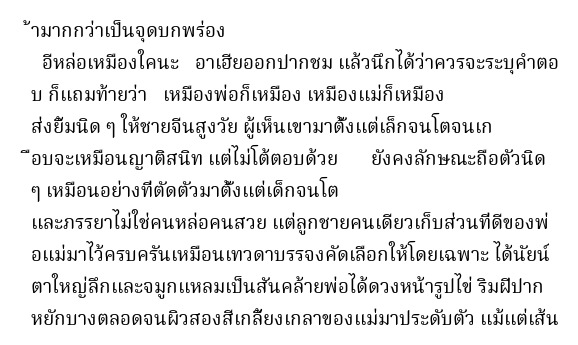 ้ามากกว่าเป็นจุดบกพร่อง
อีหล่อเหมืองใคนะ อาเฮียออกปากชม แล้วนึกได้ว่าควรจะระบุคำตอ
บ ก็แถมท้ายว่า เหมืองพ่อก็เหมือง เหมืองแม่ก็เหมือง
ส่งยิ้มนิด ๆ ให้ชายจีนสูงวัย ผู้เห็นเขามาตั้งแต่เล็กจนโตจนเก
ือบจะเหมือนญาติสนิท แต่ไม่โต้ตอบด้วย ยังคงลักษณะถือตัวนิด
ๆ เหมือนอย่างที่ตัดตัวมาตั้งแต่เด็กจนโต
และภรรยาไม่ใช่คนหล่อคนสวย แต่ลูกชายคนเดียวเก็บส่วนที่ดีของพ่
อแม่มาไว้ครบครันเหมือนเทวดาบรรจงคัดเลือกให้โดยเฉพาะ ได้นัยน์
ตาใหญ่ลึกและจมูกแหลมเป็นสันคล้ายพ่อได้ดวงหน้ารูปไข่ ริมฝีปาก
หยักบางตลอดจนผิวสองสีเกลี้ยงเกลาของแม่มาประดับตัว แม้แต่เส้น